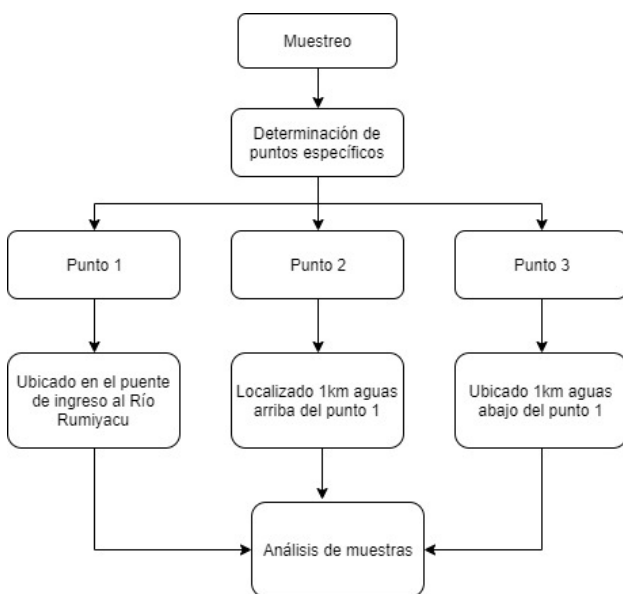 Muestreo
Determinación de
puntos específicos
Punto 1
Punto 2
Punto 3
Ubicado en el puente
de ingreso al Río
Rumiyacu
Localizado 1km aguas
arriba del punto 1
Ubicado 1km aguas
abajo del punto 1
Análisis de muestras